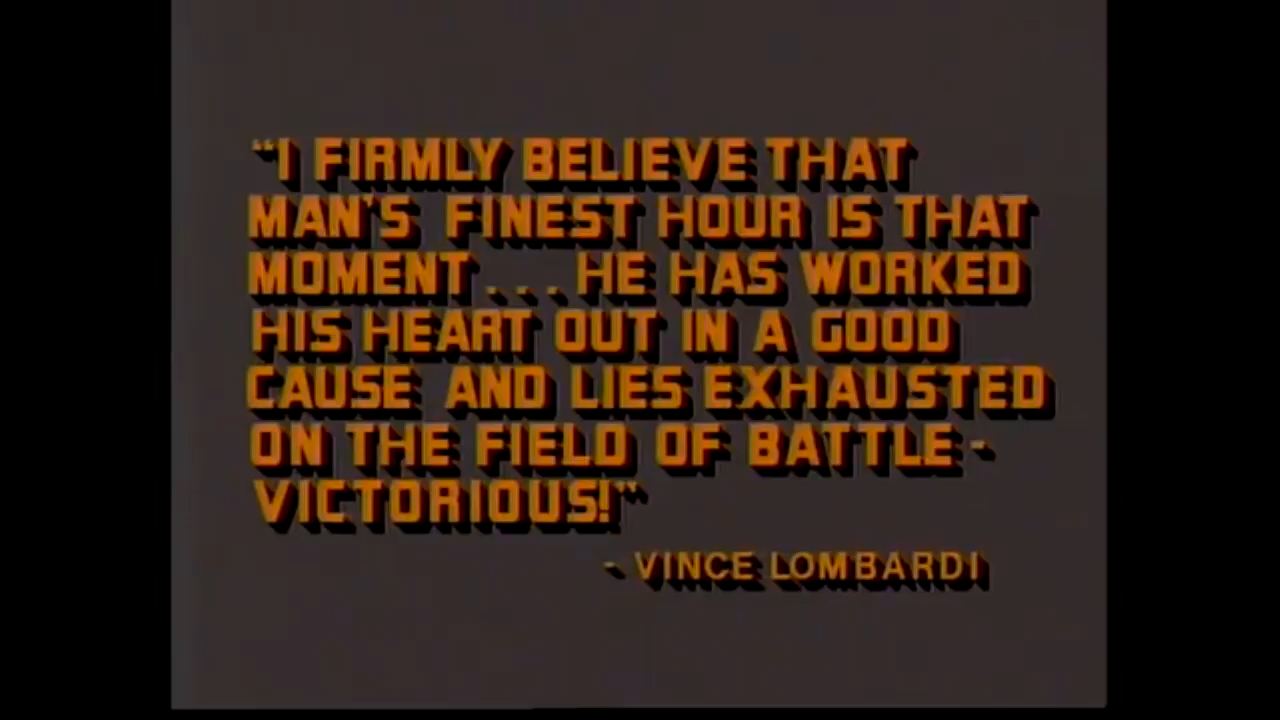 “I FIRMLY BELIEVE THAT
MAN'S FINEST HOUR IS THAT
MOMENT... HE HAS WORKED
HIS HEART OUT IN A GOOD
CAUSE AND LIES EXHAUSTED
ON THE FIELD OF BATTLE -
VICTORIOUS!“
- VINCE LOMBARDI